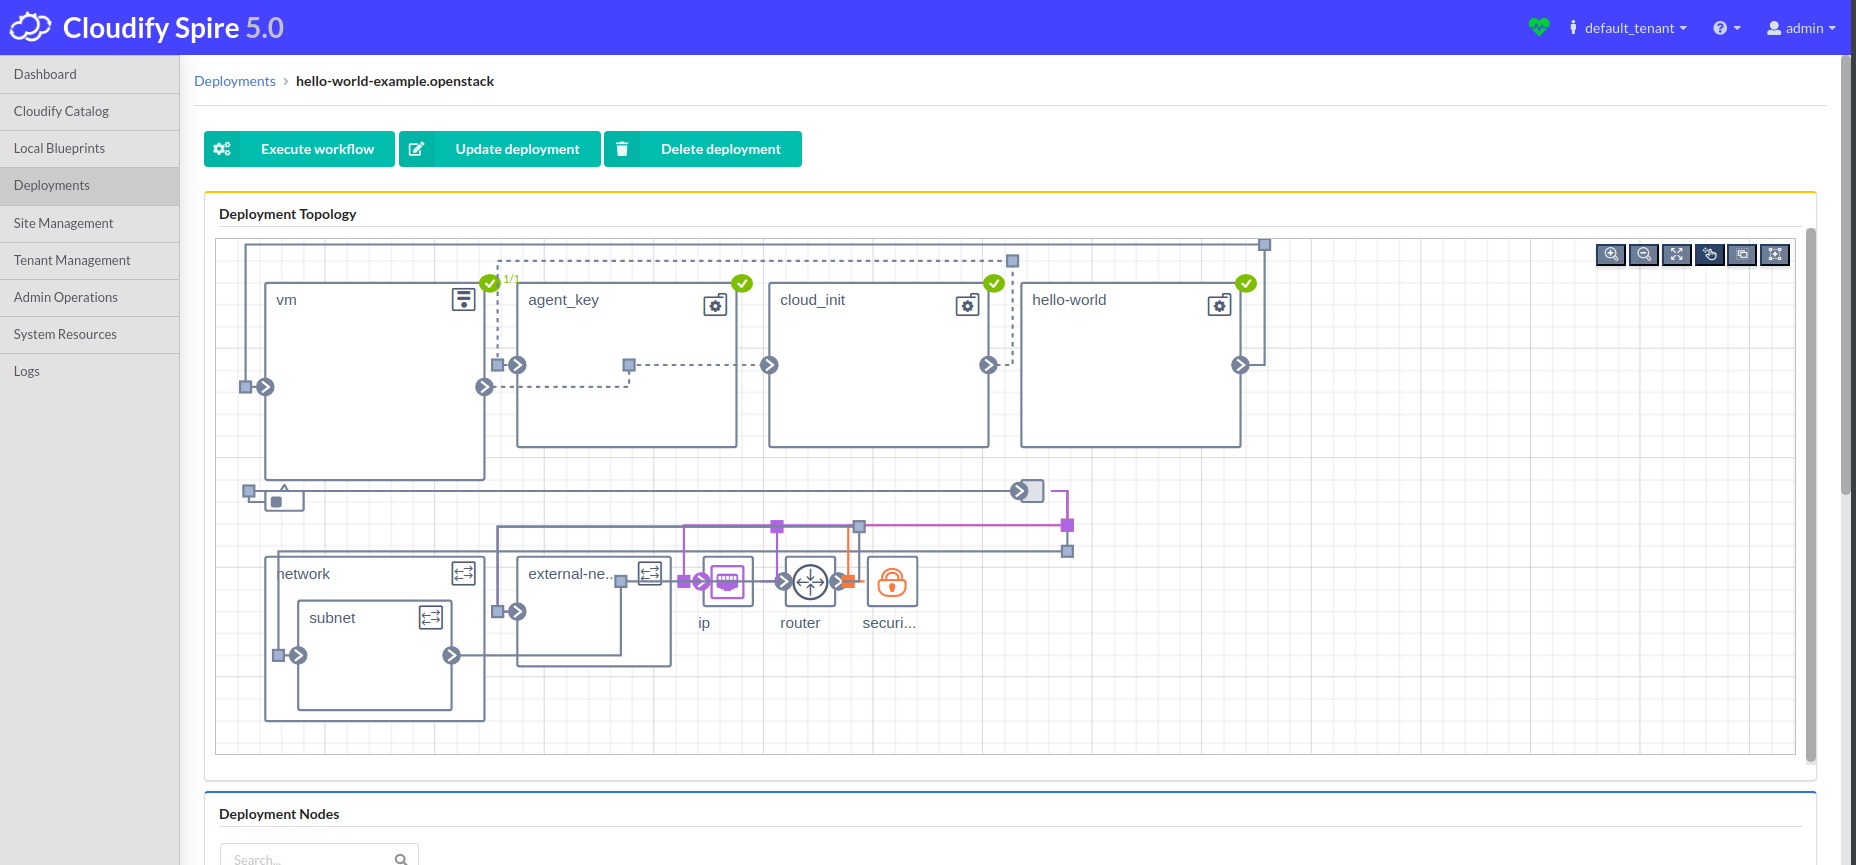 Cloudify Spire 5.0
default_tenant
admin
Dashboard
Cloudify Catalog
Local Blueprints
Deployments
Site Management
Tenant Management
Admin Operations
System Resources
Logs
Deployments > hello-world-example.openstack
Execute workflow
Update deployment
Delete deployment
Deployment Topology
1/1
vm
agent_key
cloud_init
hello-world
network
external-ne...
subnet
ip
router
securi...
Deployment Nodes
Search...